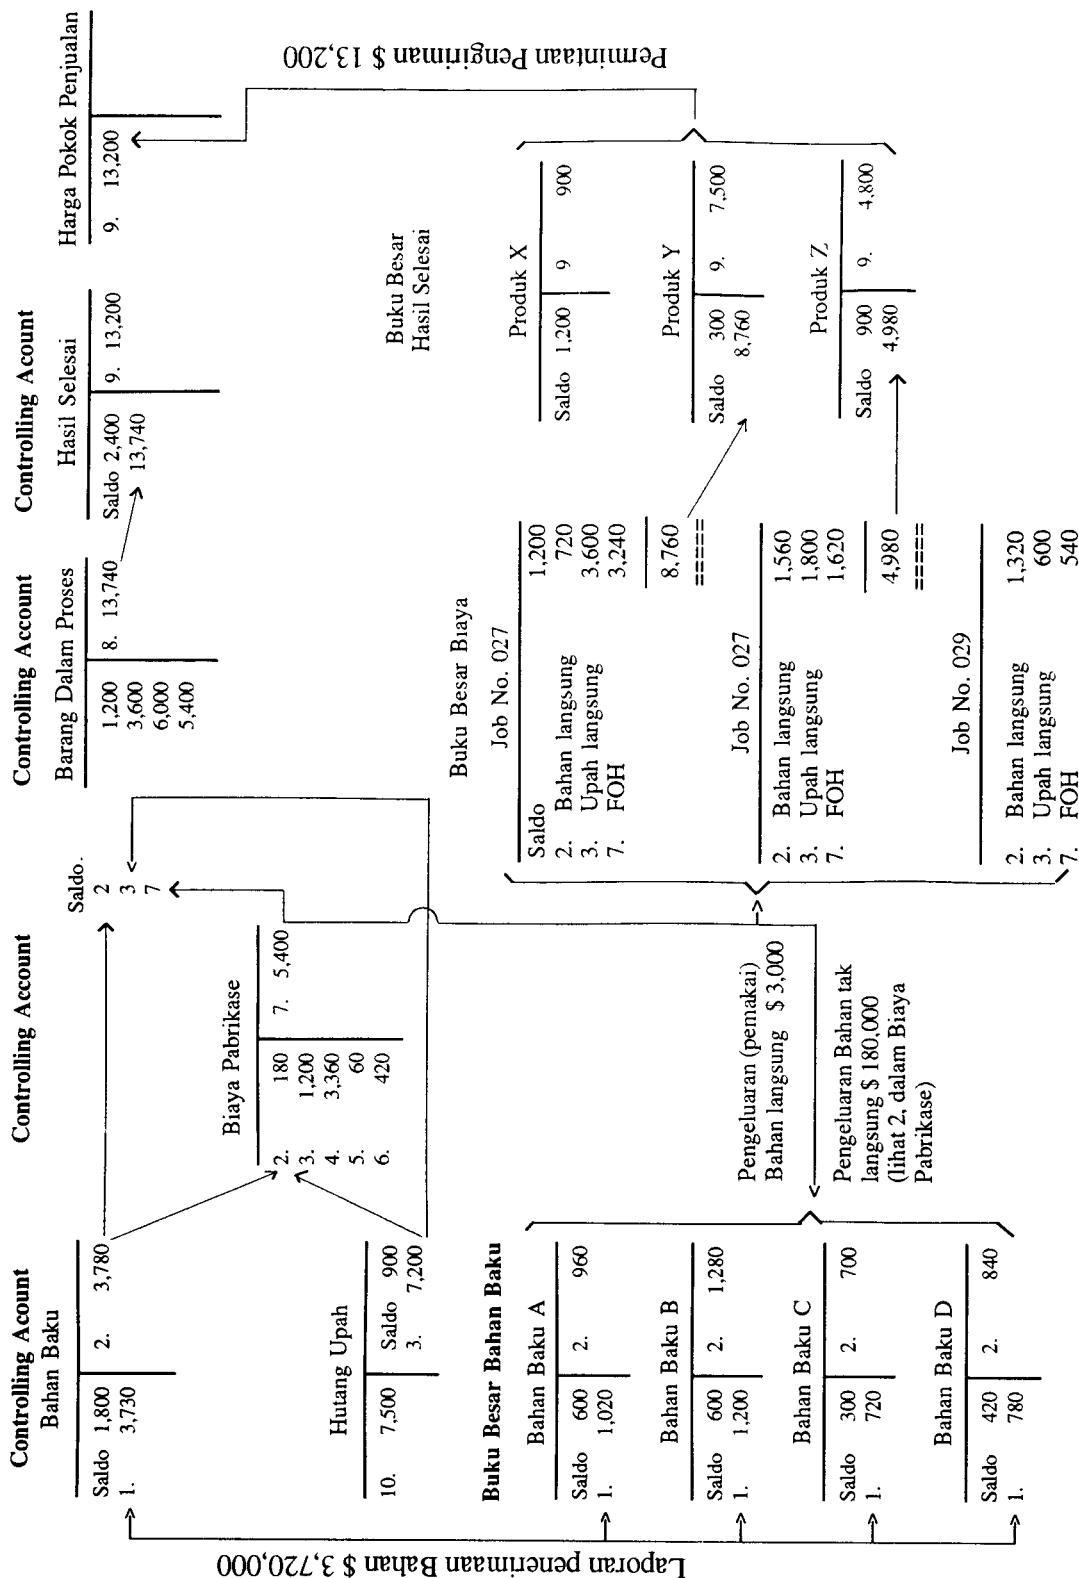 Controlling Acount
Bahan Baku
Saldo 1,800 2. 3,780
1. 3,730
Controlling Account
Controlling Account
Barang Dalam Proses
Saldo. 1,200 8. 13,740
2 3,600
3 6,000
7 5,400
Controlling Acount
Hasil Selesai
Saldo 2,400 9. 13,200
13,740
Harga Pokok Penjualan
9. 13,200
Biaya Pabrikase
2. 180 7. 5,400
3. 1,200
4. 3,360
5. 60
6. 420
Hutang Upah
10. 7,500 Saldo 900
3. 7,200
Laporan penerimaan Bahan $ 3,720,000
Buku Besar Bahan Baku
Bahan Baku A
Saldo 600 2. 960
1. 1,020
Bahan Baku B
Saldo 600 2. 1,280
1. 1,200
Bahan Baku C
Saldo 300 2. 700
1. 720
Bahan Baku D
Saldo 420 2. 840
1. 780
Pengeluaran (pemakai)
Bahan langsung $ 3,000
Pengeluaran Bahan tak
langsung $ 180,000
(lihat 2, dalam Biaya
Pabrikase)
Buku Besar Biaya
Job No. 027
Saldo 1,200
2. Bahan langsung 720
3. Upah langsung 3,600
7. FOH 3,240
8,760
=====
Job No. 027
2. Bahan langsung 1,560
3. Upah langsung 1,800
7. FOH 1,620
4,980
=====
Job No. 029
2. Bahan langsung 1,320
3. Upah langsung 600
7. FOH 540
Buku Besar
Hasil Selesai
Produk X
Saldo 1,200 9 900
Produk Y
Saldo 300 9. 7,500
8,760
Produk Z
Saldo 900 9. 4,800
4,980
Permintaan Pengiriman $ 13,200